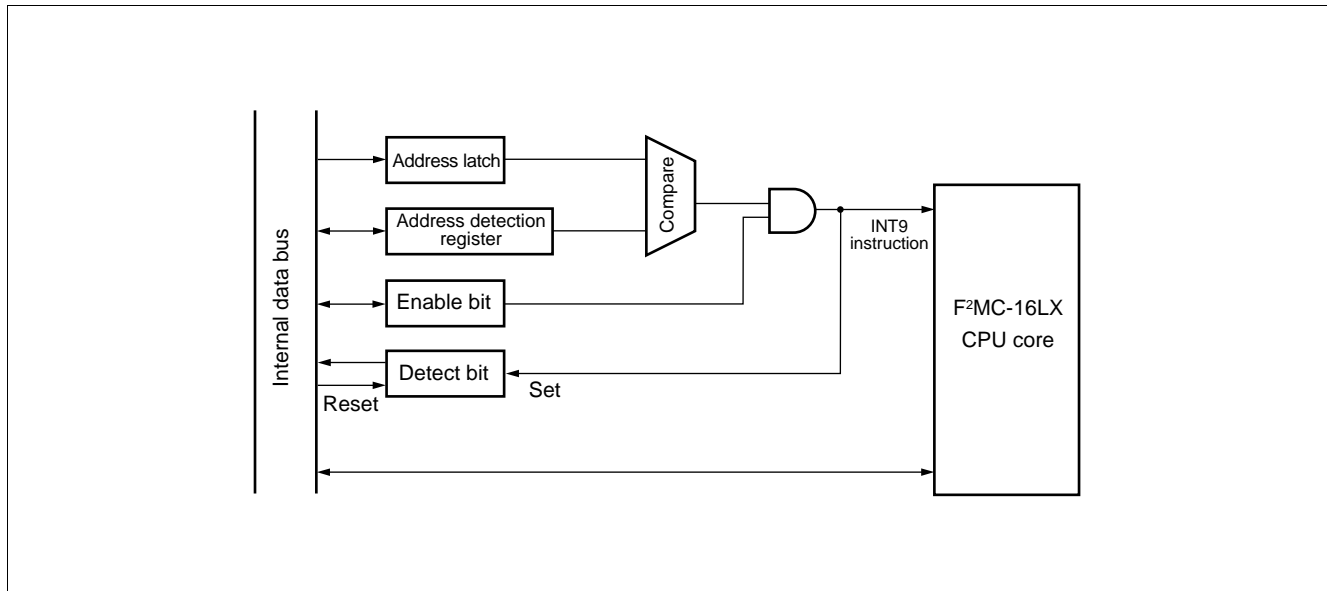 Internal data bus
Address latch
Address detection
register
Enable bit
Detect bit
Reset
Set
Compare
INT9
instruction
F²MC-16LX
CPU core